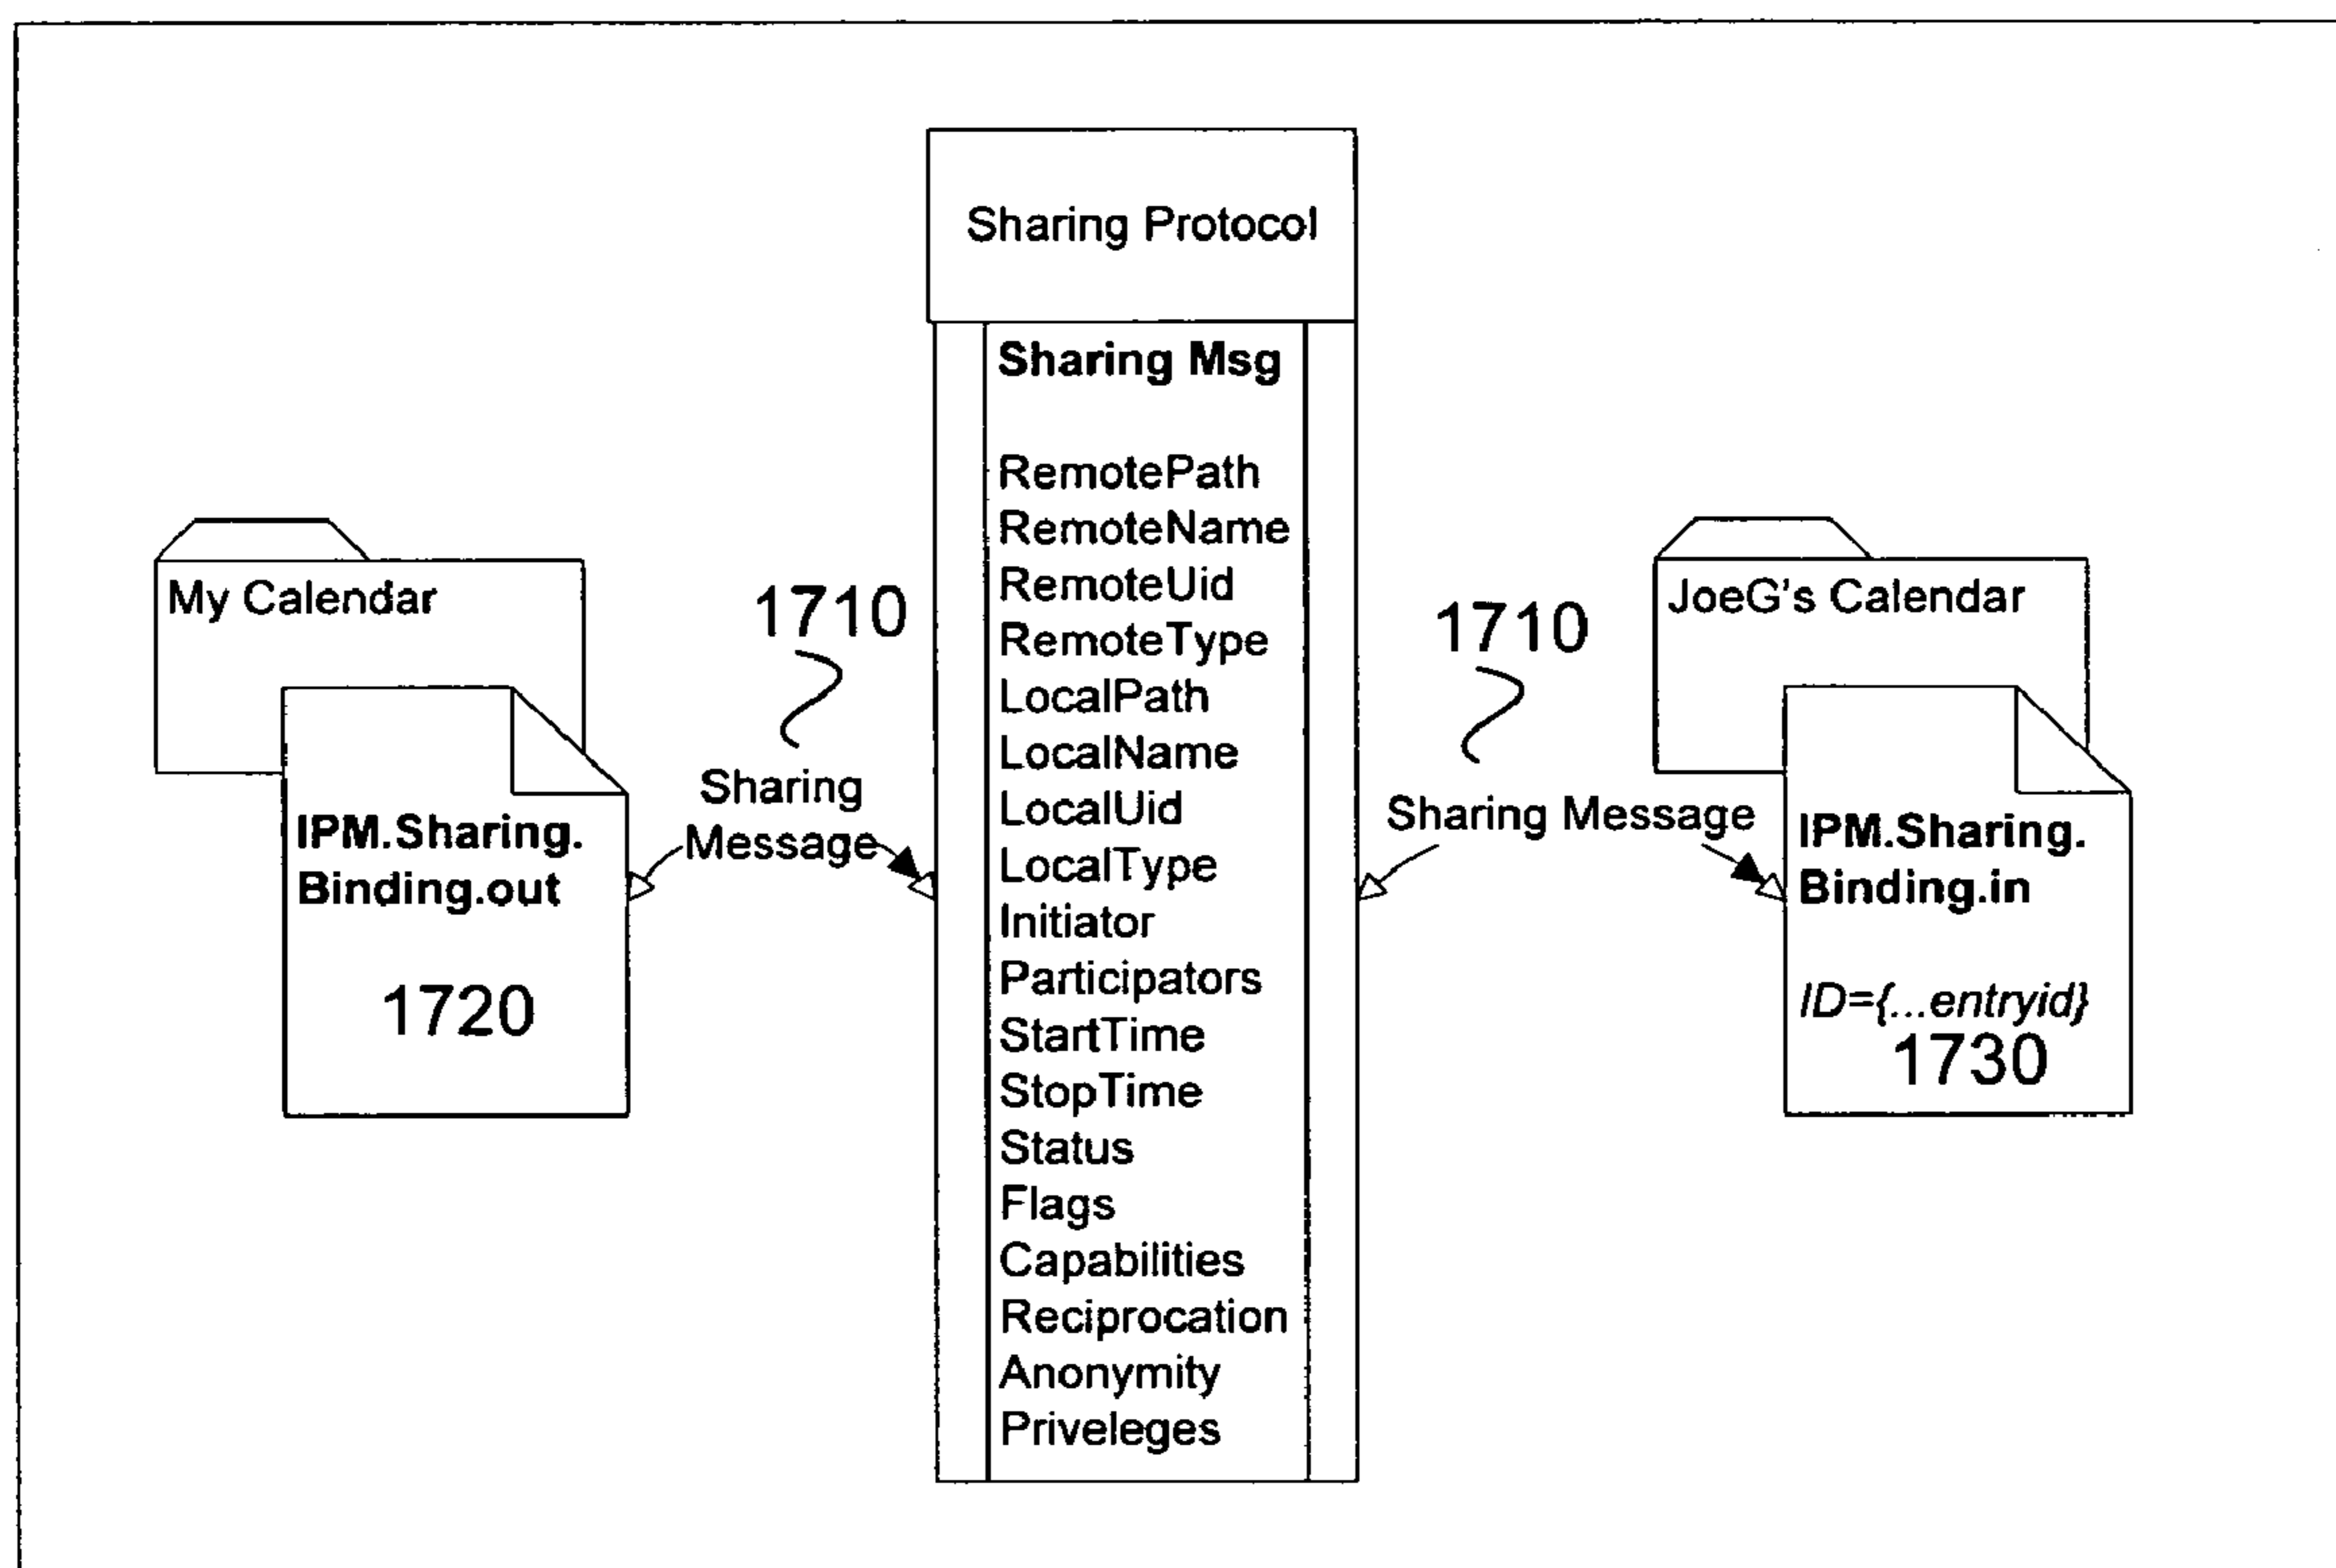 Sharing Protocol
Sharing Msg
RemotePath
RemoteName
RemoteUid
RemoteType
LocalPath
LocalName
LocalUid
LocalType
Initiator
Participators
StartTime
StopTime
Status
Flags
Capabilities
Reciprocation
Anonymity
Priveleges
My Calendar
IPM.Sharing.
Binding.out
1720
1710
Sharing
Message
1710
Sharing Message
JoeG's Calendar
IPM.Sharing.
Binding.in
ID={...entryid}
1730